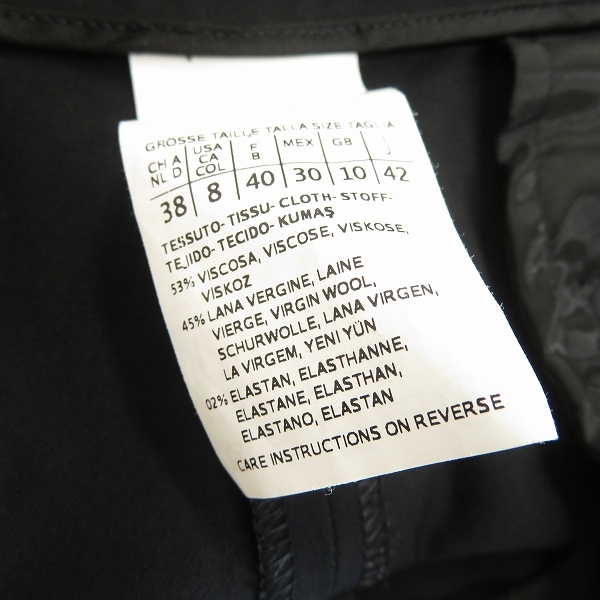 GRÖSSE TAILLE TALLA SIZE TAGLIA
CH A USA F MEX GB I
NL D CA B
COL
38 8 40 30 10 42
TESSUTO-TISSU-CLOTH-STOFF-
TEJIDO-TECIDO-KUMAŞ
53% VISCOSA, VISCOSE, VISKOSE,
VISKOZ
45% LANA VERGINE, LAINE
VIERGE, VIRGIN WOOL,
SCHURWOLLE, LANA VIRGEN,
LA VIRGEM, YENI YÜN
02% ELASTAN, ELASTHANNE,
ELASTANE, ELASTHAN,
ELASTANO, ELASTAN
CARE INSTRUCTIONS ON REVERSE